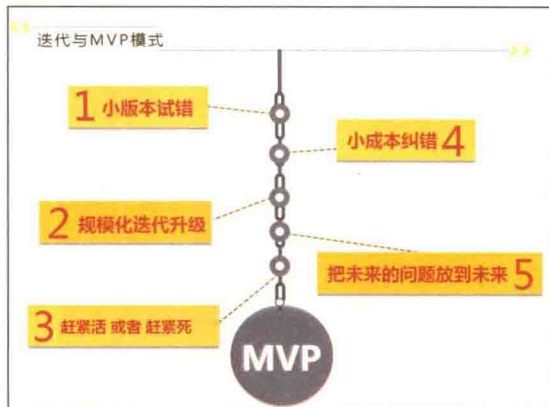 迭代与MVP模式
1 小版本试错
小成本纠错 4
2 规模化迭代升级
把未来的问题放到未来 5
3 赶紧活 或者 赶紧死
MVP